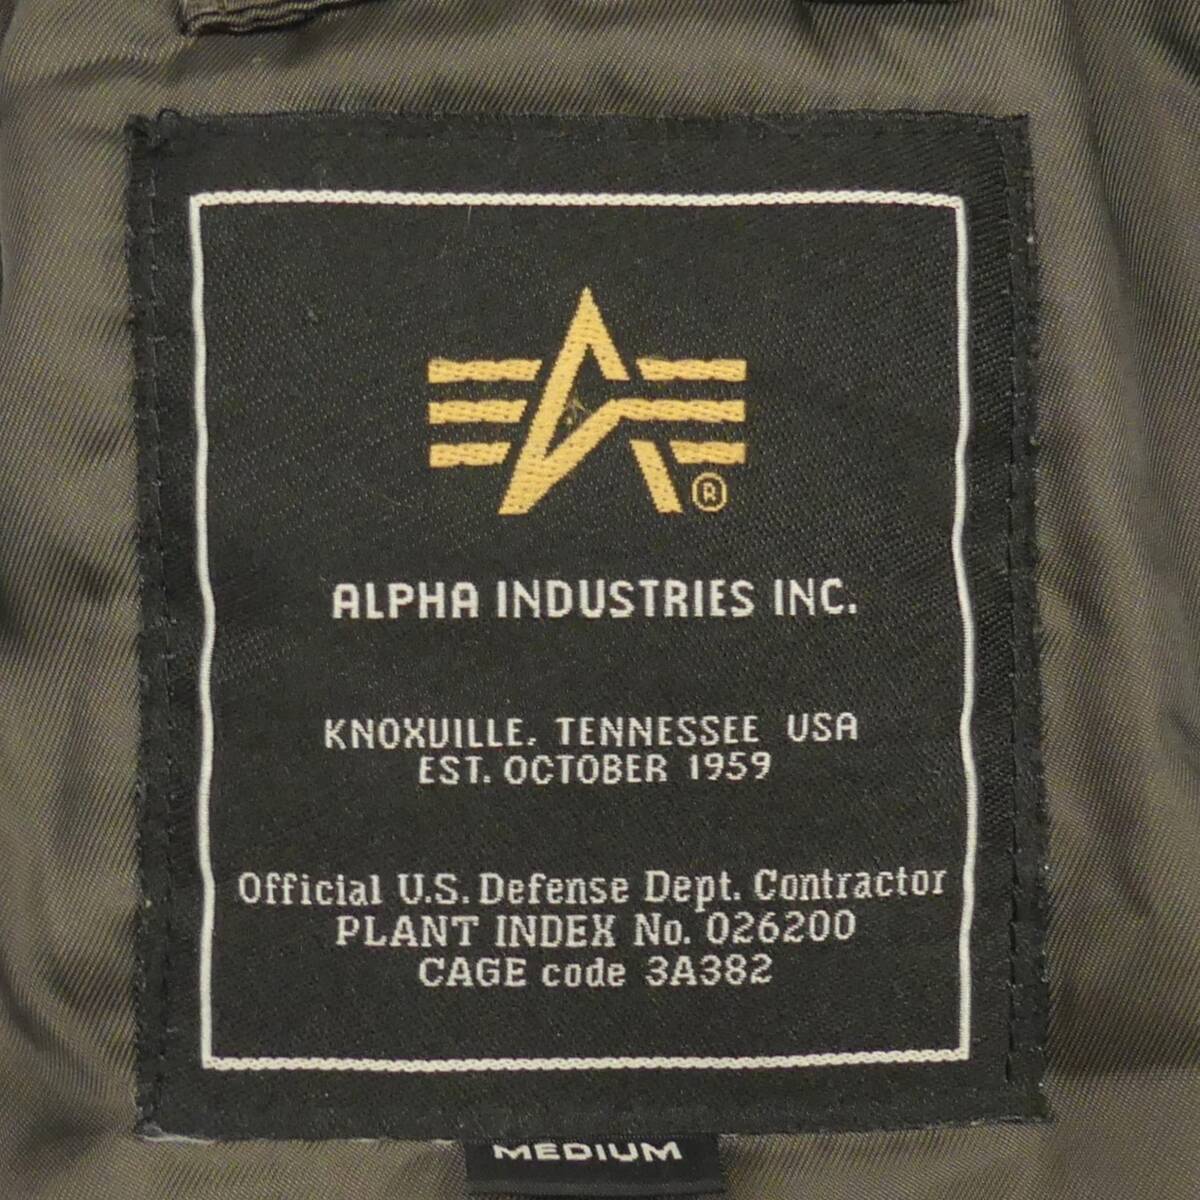 ®
ALPHA INDUSTRIES INC.
KNOXVILLE, TENNESSEE USA
EST. OCTOBER 1959
Official U.S. Defense Dept. Contractor
PLANT INDEX No. 026200
CAGE code 3A382
MEDIUM